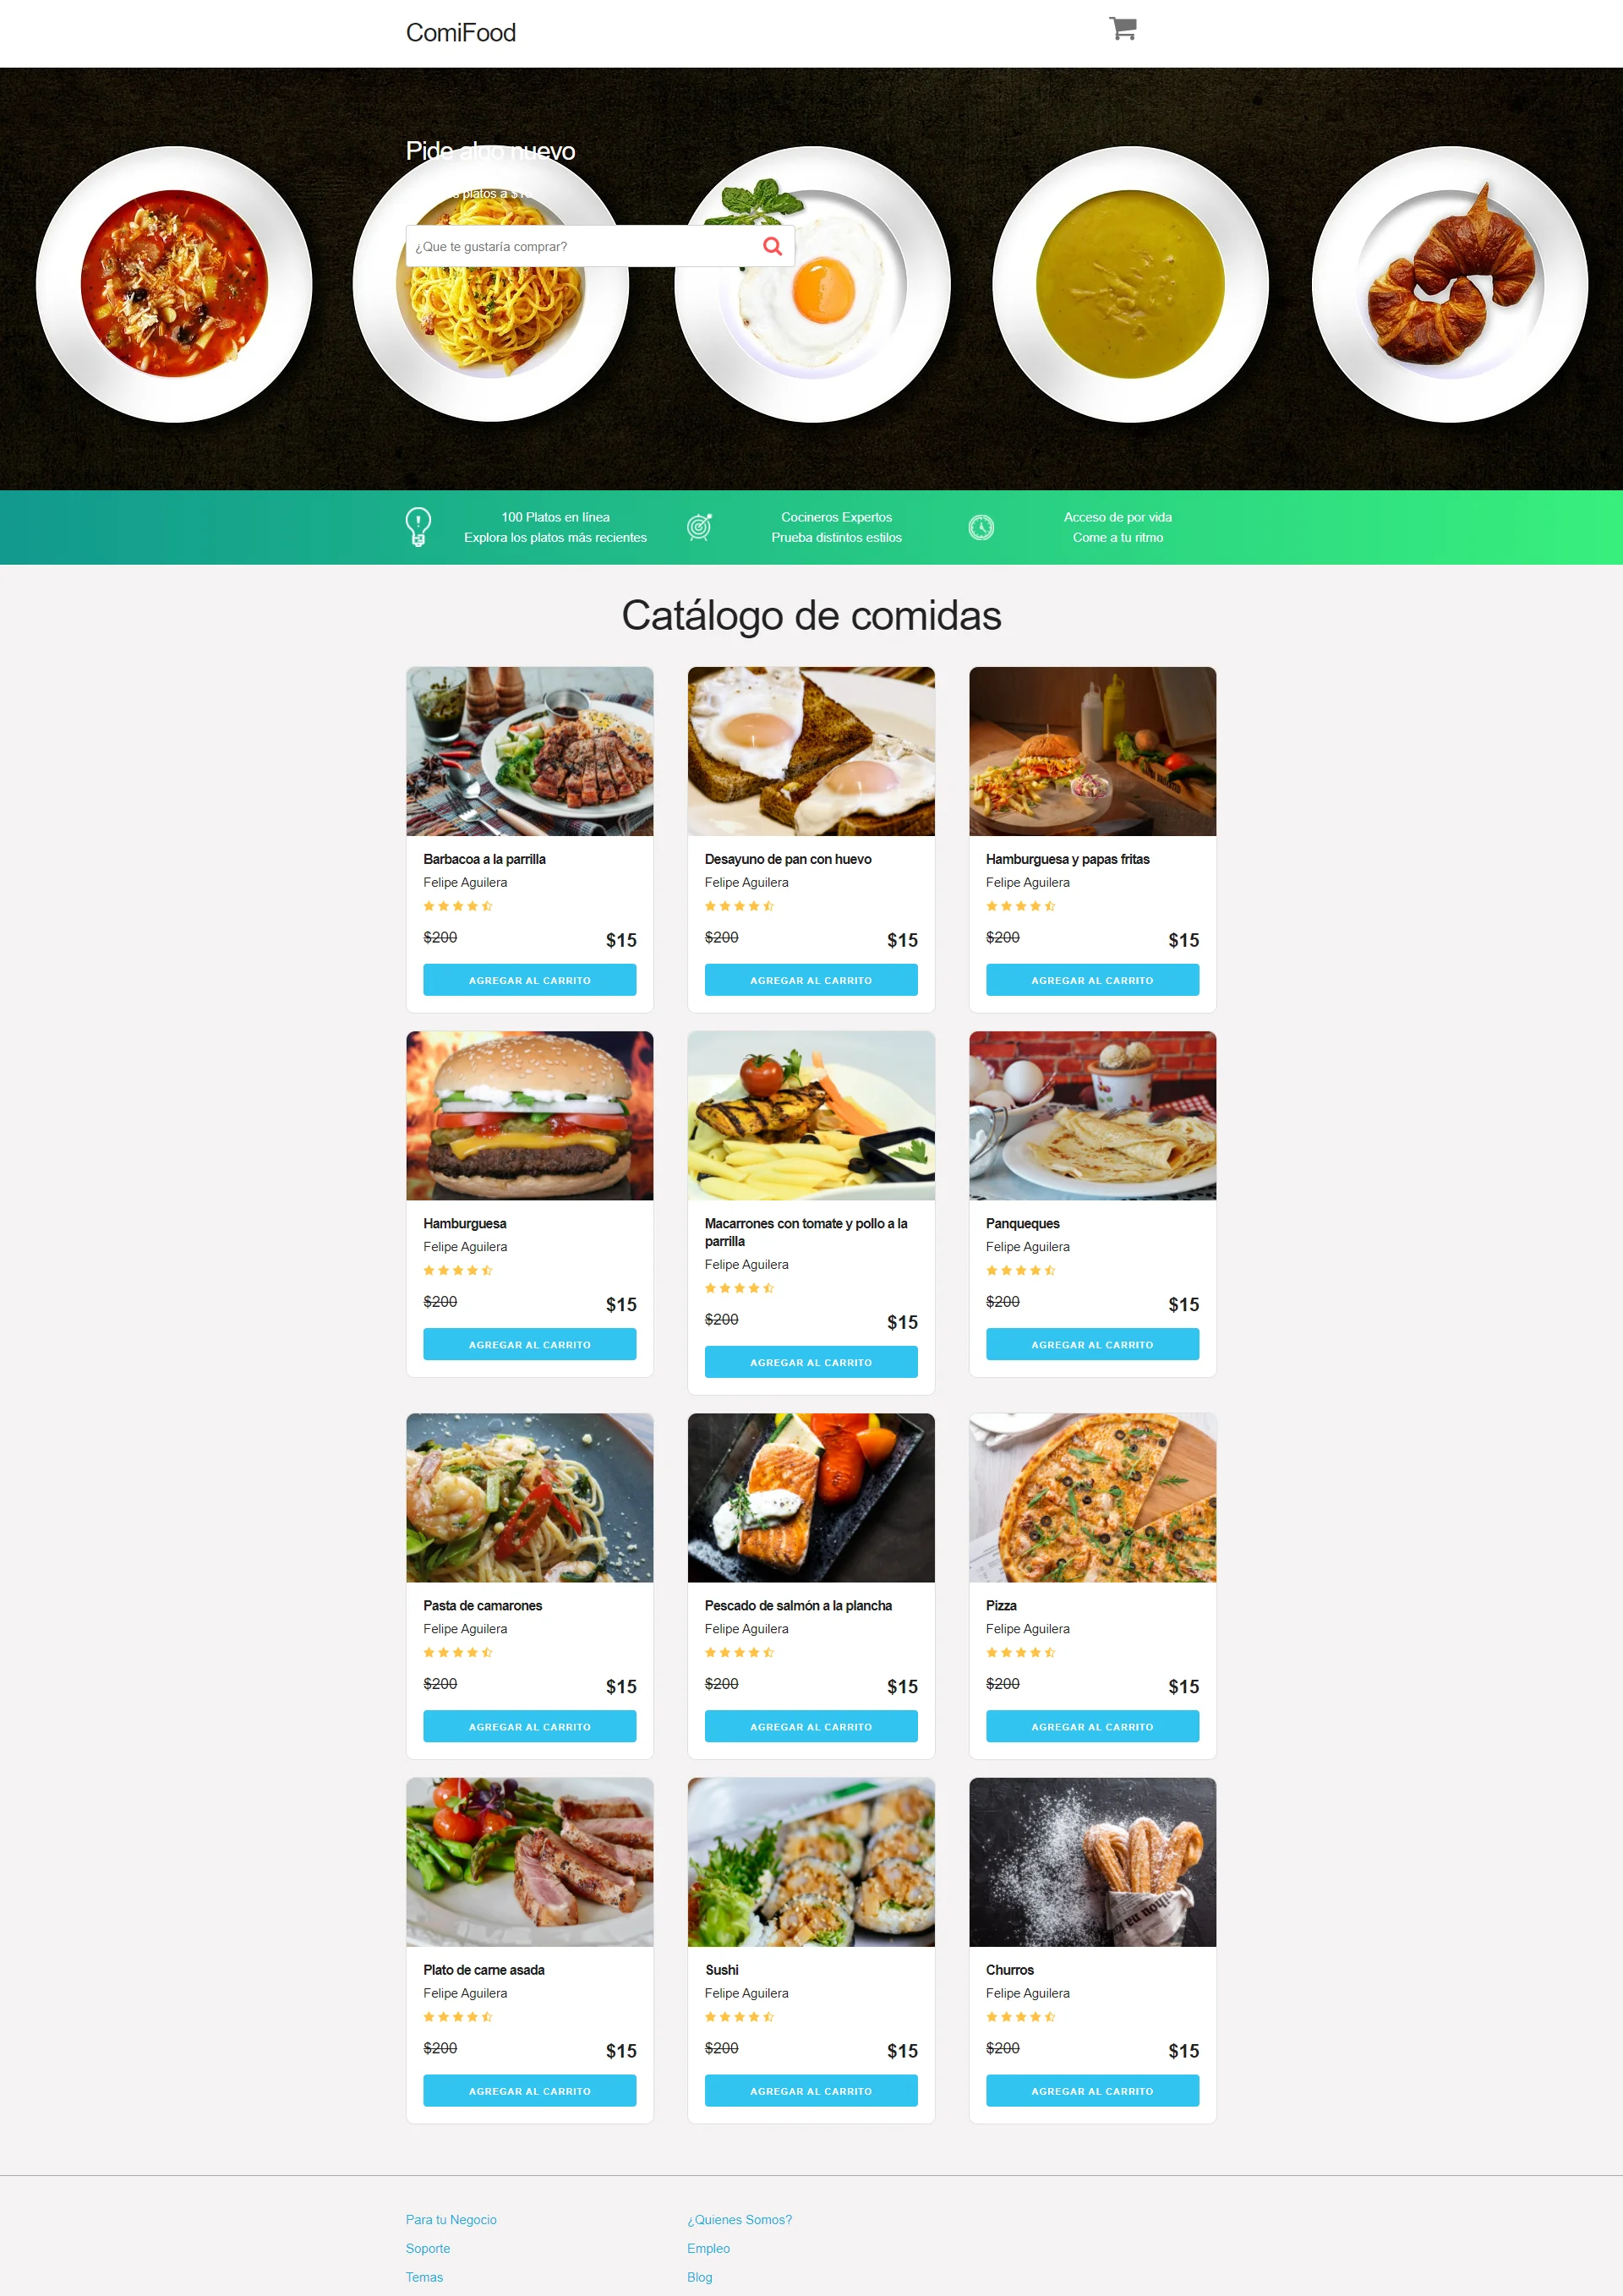 ComiFood
Pide algo nuevo
platos a
¿Que te gustaría comprar?
100 Platos en línea
Explora los platos más recientes
Cocineros Expertos
Prueba distintos estilos
Acceso de por vida
Come a tu ritmo
Catálogo de comidas
Barbacoa a la parrilla
Felipe Aguilera
$200
$15
AGREGAR AL CARRITO
Desayuno de pan con huevo
Felipe Aguilera
$200
$15
AGREGAR AL CARRITO
Hamburguesa y papas fritas
Felipe Aguilera
$200
$15
AGREGAR AL CARRITO
Hamburguesa
Felipe Aguilera
$200
$15
AGREGAR AL CARRITO
Macarrones con tomate y pollo a la
parrilla
Felipe Aguilera
$200
$15
AGREGAR AL CARRITO
Panqueques
Felipe Aguilera
$200
$15
AGREGAR AL CARRITO
Pasta de camarones
Felipe Aguilera
$200
$15
AGREGAR AL CARRITO
Pescado de salmón a la plancha
Felipe Aguilera
$200
$15
AGREGAR AL CARRITO
Pizza
Felipe Aguilera
$200
$15
AGREGAR AL CARRITO
Plato de carne asada
Felipe Aguilera
$200
$15
AGREGAR AL CARRITO
Sushi
Felipe Aguilera
$200
$15
AGREGAR AL CARRITO
Churros
Felipe Aguilera
$200
$15
AGREGAR AL CARRITO
Para tu Negocio
Soporte
Temas
¿Quienes Somos?
Empleo
Blog